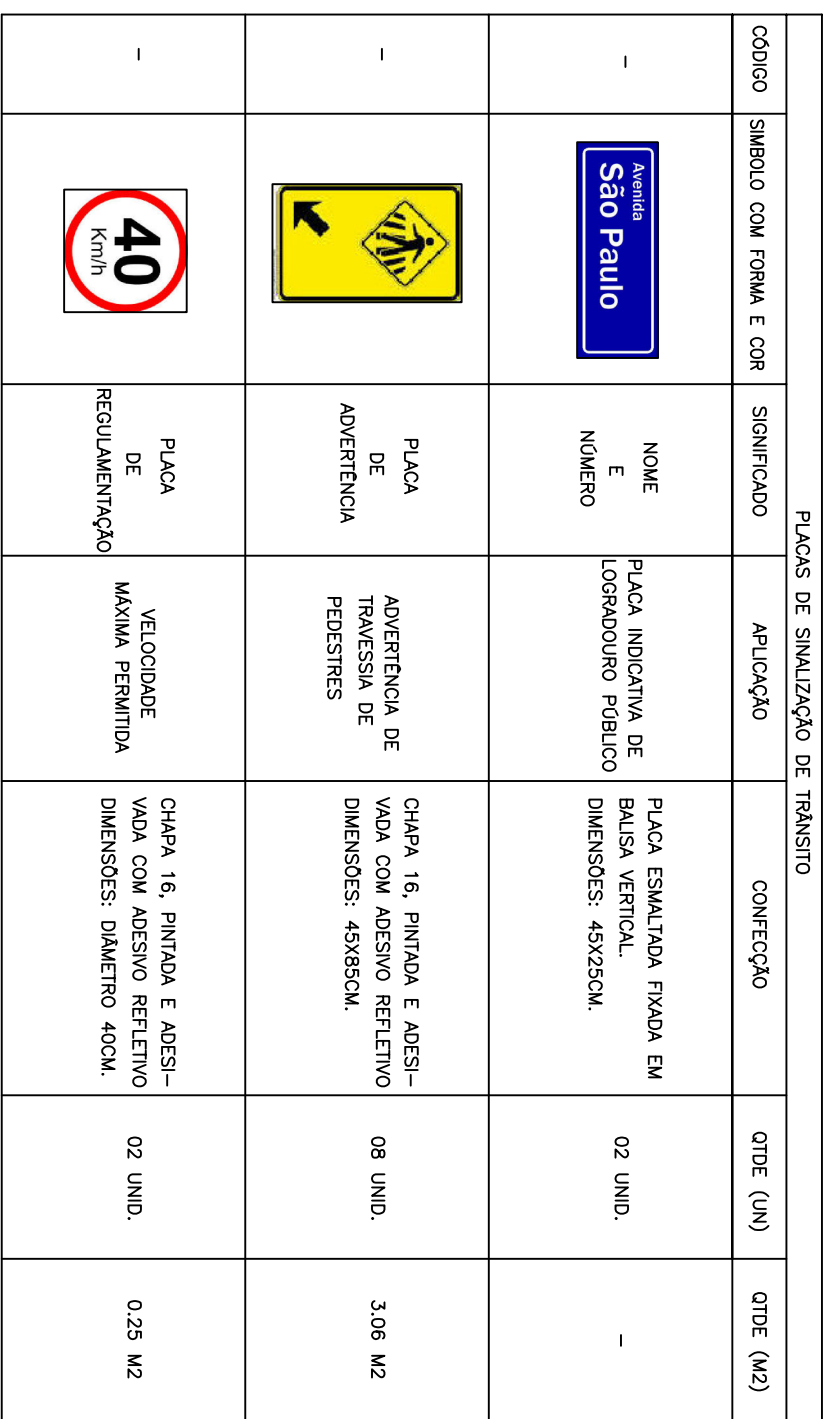 PLACAS DE SINALIZAÇÃO DE TRÂNSITO
CÓDIGO
SIMBOLO COM FORMA E COR
SIGNIFICADO
APLICAÇÃO
CONFECÇÃO
QTDE (UN)
QTDE (M2)
-
Avenida
São Paulo
NOME
E
NÚMERO
PLACA INDICATIVA DE
LOGRADOURO PÚBLICO
PLACA ESMALTADA FIXADA EM
BALISA VERTICAL.
DIMENSÕES: 45X25CM.
02 UNID.
-
-
PLACA
DE
ADVERTÊNCIA
ADVERTÊNCIA DE
TRAVESSIA DE
PEDESTRES
CHAPA 16, PINTADA E ADESI-
VADA COM ADESIVO REFLETIVO
DIMENSÕES: 45X85CM.
08 UNID.
3.06 M2
-
40
Km/h
PLACA
DE
REGULAMENTAÇÃO
VELOCIDADE
MÁXIMA PERMITIDA
CHAPA 16, PINTADA E ADESI-
VADA COM ADESIVO REFLETIVO
DIMENSÕES: DIÂMETRO 40CM.
02 UNID.
0.25 M2